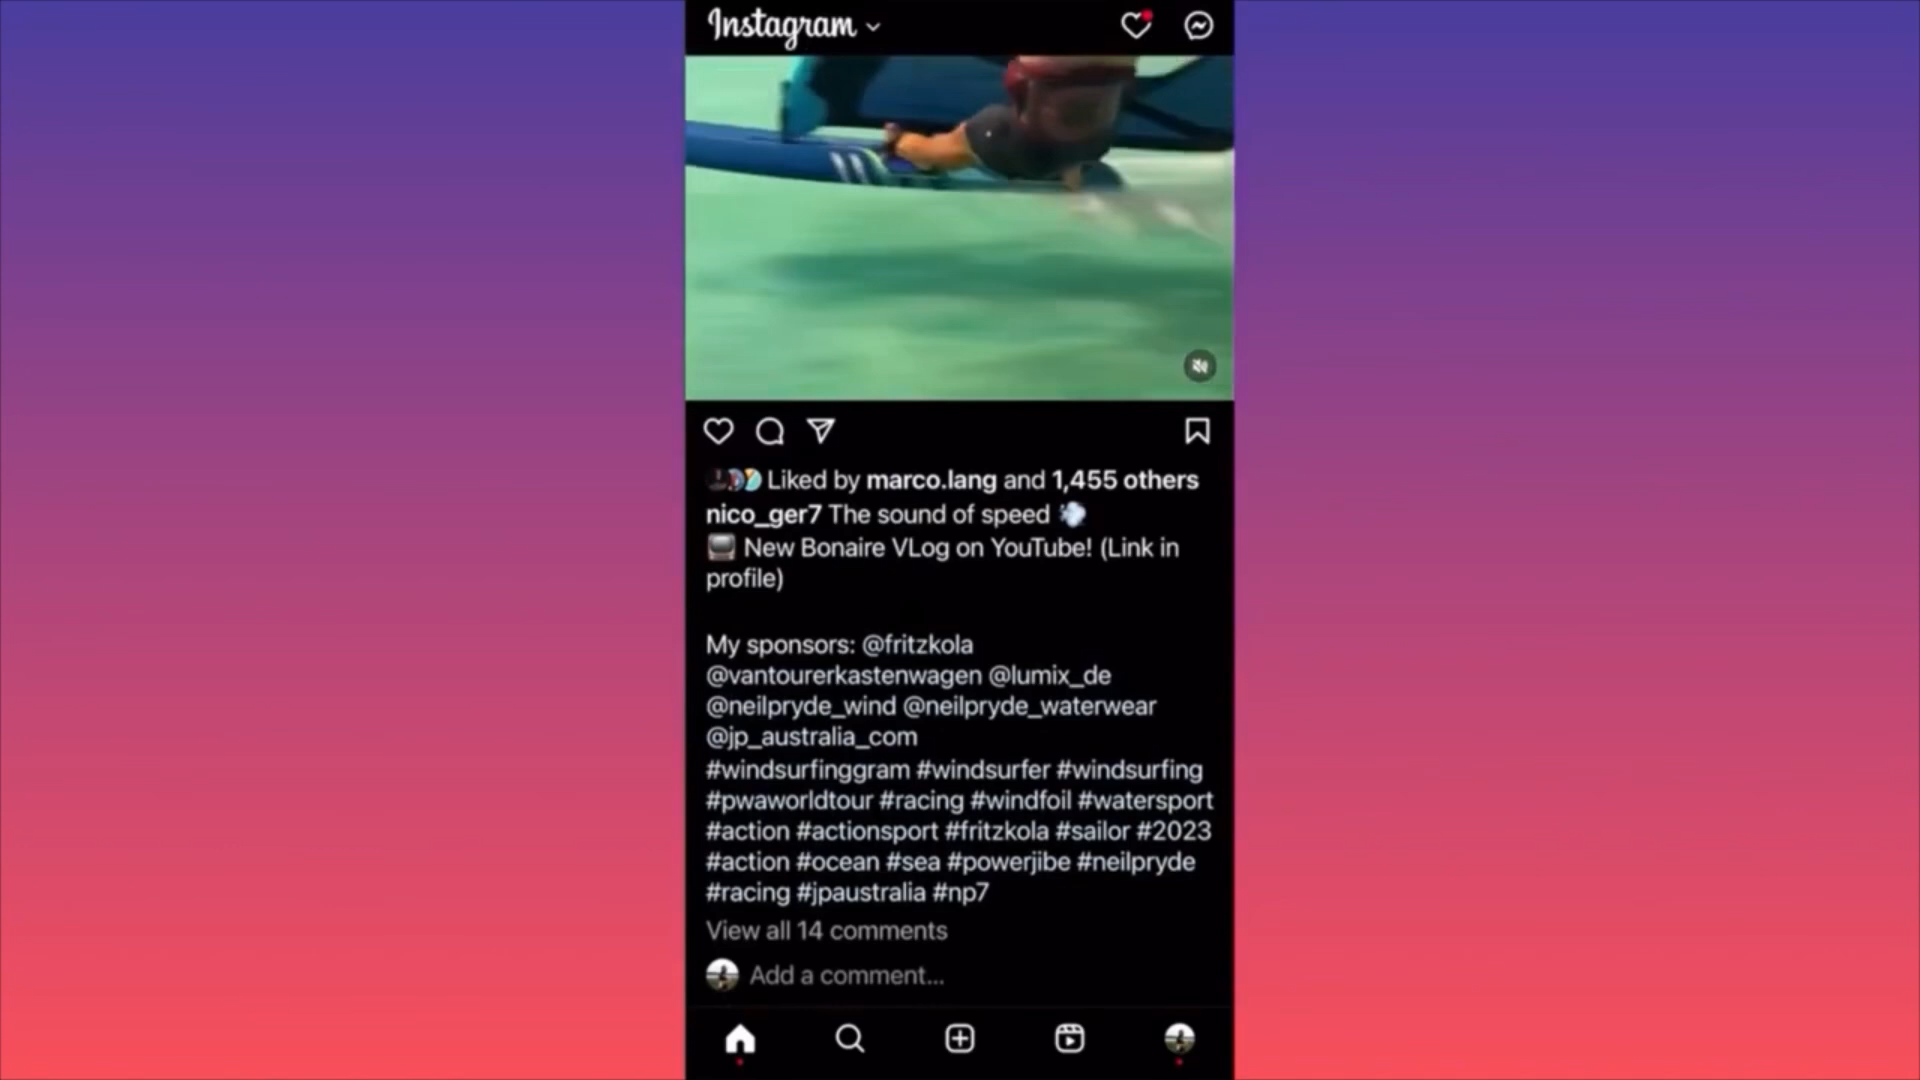 Instagram
Liked by marco.lang and 1,455 others
nico_ger7 The sound of speed 💨
📺 New Bonaire VLog on YouTube! (Link in
profile)
My sponsors: @fritzkola
@vantourerkastenwagen @lumix_de
@neilpryde_wind @neilpryde_waterwear
@jp_australia_com
#windsurfinggram #windsurfer #windsurfing
#pwaworldtour #racing #windfoil #watersport
#action #actionsport #fritzkola #sailor #2023
#action #ocean #sea #powerjibe #neilpryde
#racing #jpaustralia #np7
View all 14 comments
Add a comment...